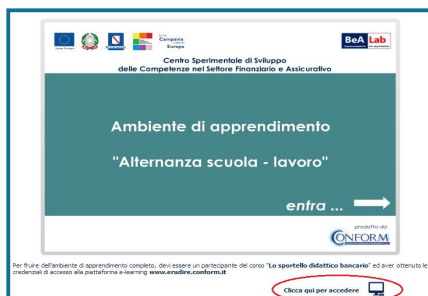 Campania
Europa
BeA Lab
Centro Sperimentale di Sviluppo
delle Competenze nel Settore Finanziario e Assicurativo
Ambiente di apprendimento
"Alternanza scuola - lavoro"
entra ...
prodotto da
CONFORM
Per fruire dell'ambiente di apprendimento completo, devi essere un partecipante del corso "Lo sportello didattico bancario" ed aver ottenuto le
credenziali di accesso alla piattaforma e-learning www.erudire.conform.it
Clicca qui per accedere